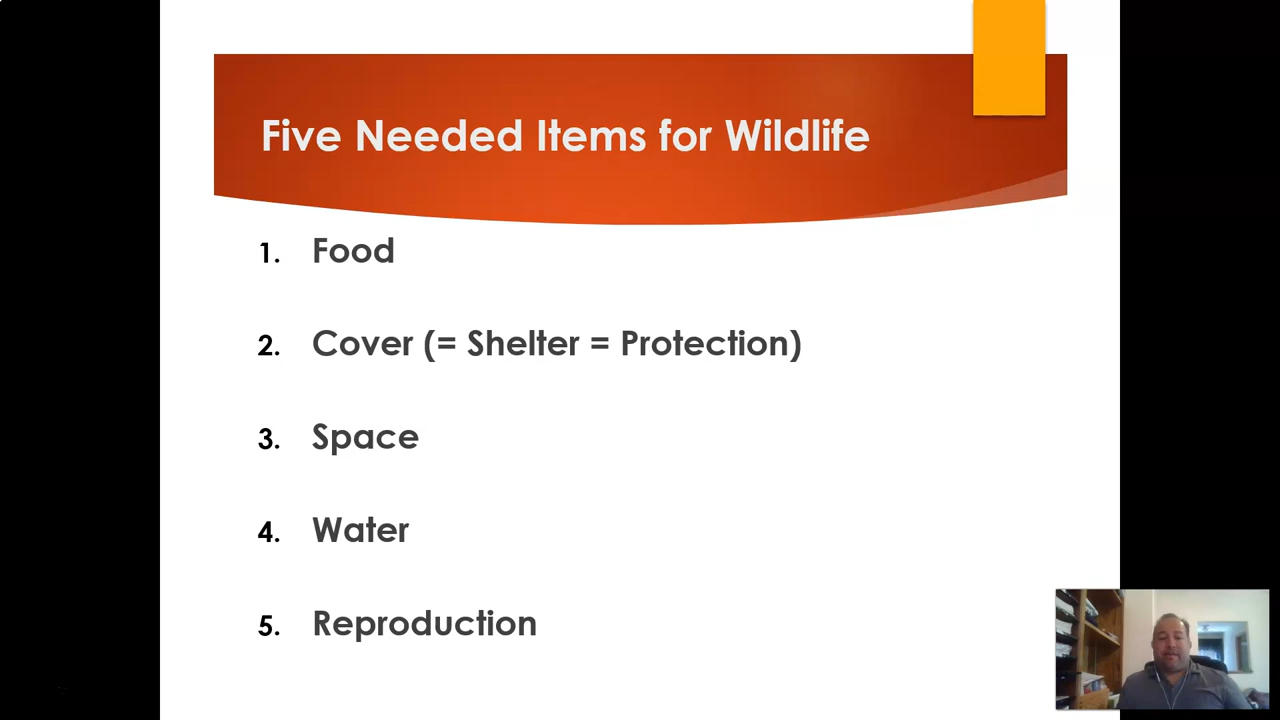 Five Needed Items for Wildlife
1. Food
2. Cover (= Shelter = Protection)
3. Space
4. Water
5. Reproduction